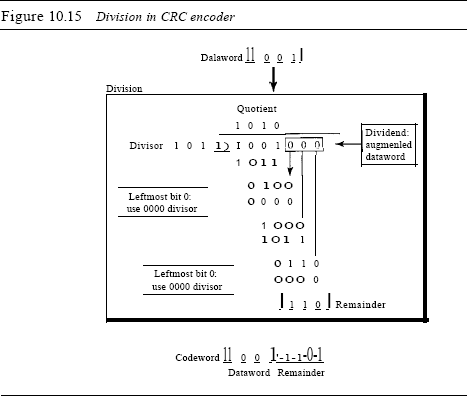 Figure 10.15 Division in CRC encoder
Dalaword 1 0 0 1
Division
Quotient
1 0 1 0
Divisor 1 0 1 1) 1 0 0 1 0 0 0
Dividend:
augmenled
dataword
1 0 1 1
0 1 0 0
Leftmost bit 0:
use 0000 divisor
0 0 0 0
1 0 0 0
1 0 1 1
0 1 1 0
Leftmost bit 0:
use 0000 divisor
0 0 0 0
1 1 0 Remainder
Codeword 1 0 0 1 1 1 0
Dataword Remainder